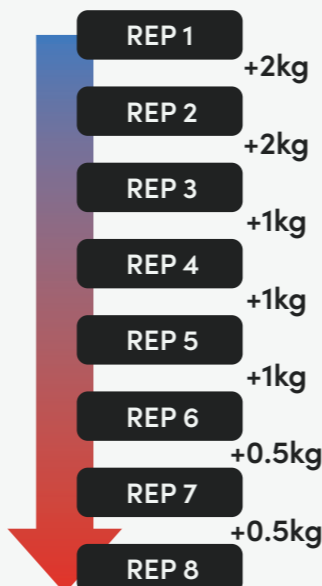 REP 1
+2kg
REP 2
+2kg
REP 3
+1kg
REP 4
+1kg
REP 5
+1kg
REP 6
+0.5kg
REP 7
+0.5kg
REP 8